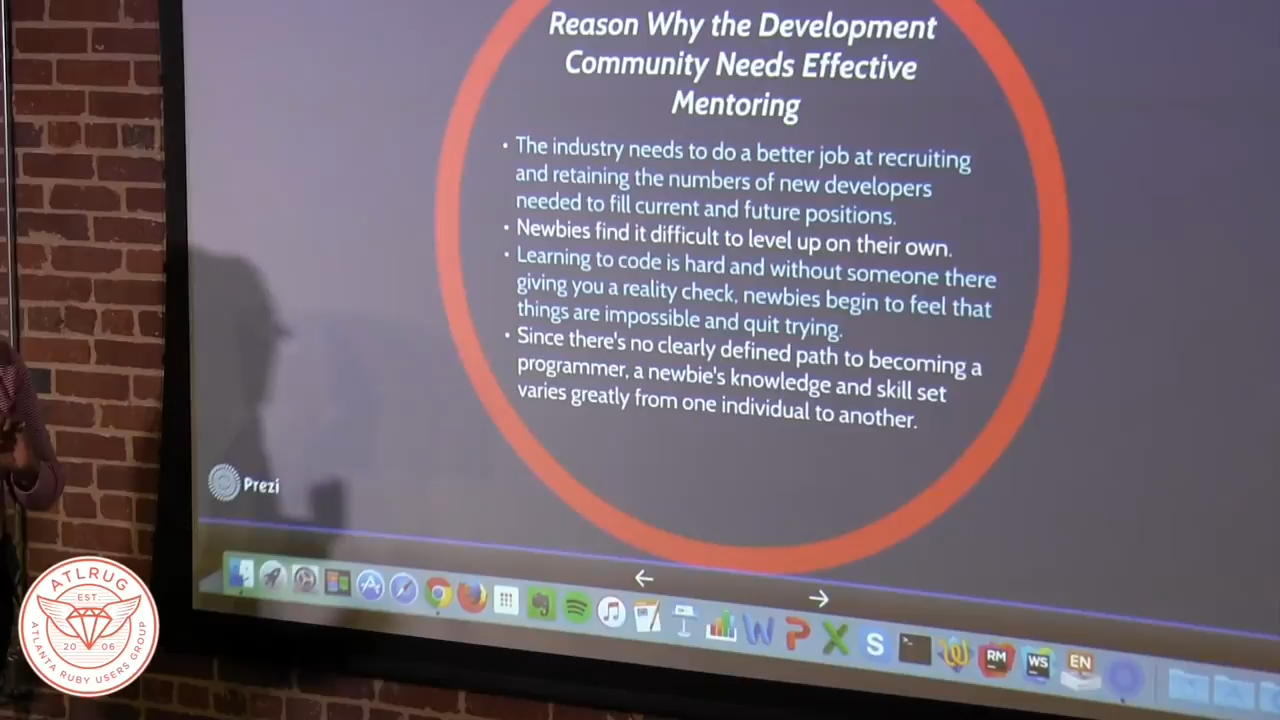 Reason Why the Development
Community Needs Effective
Mentoring
• The industry needs to do a better job at recruiting
and retaining the numbers of new developers
needed to fill current and future positions.
• Newbies find it difficult to level up on their own.
• Learning to code is hard and without someone there
giving you a reality check, newbies begin to feel that
things are impossible and quit trying.
• Since there's no clearly defined path to becoming a
programmer, a newbie's knowledge and skill set
varies greatly from one individual to another.
Prezi
W P X S RM WS EN
ATLRUG
EST.
20 06
ATLANTA RUBY USERS GROUP